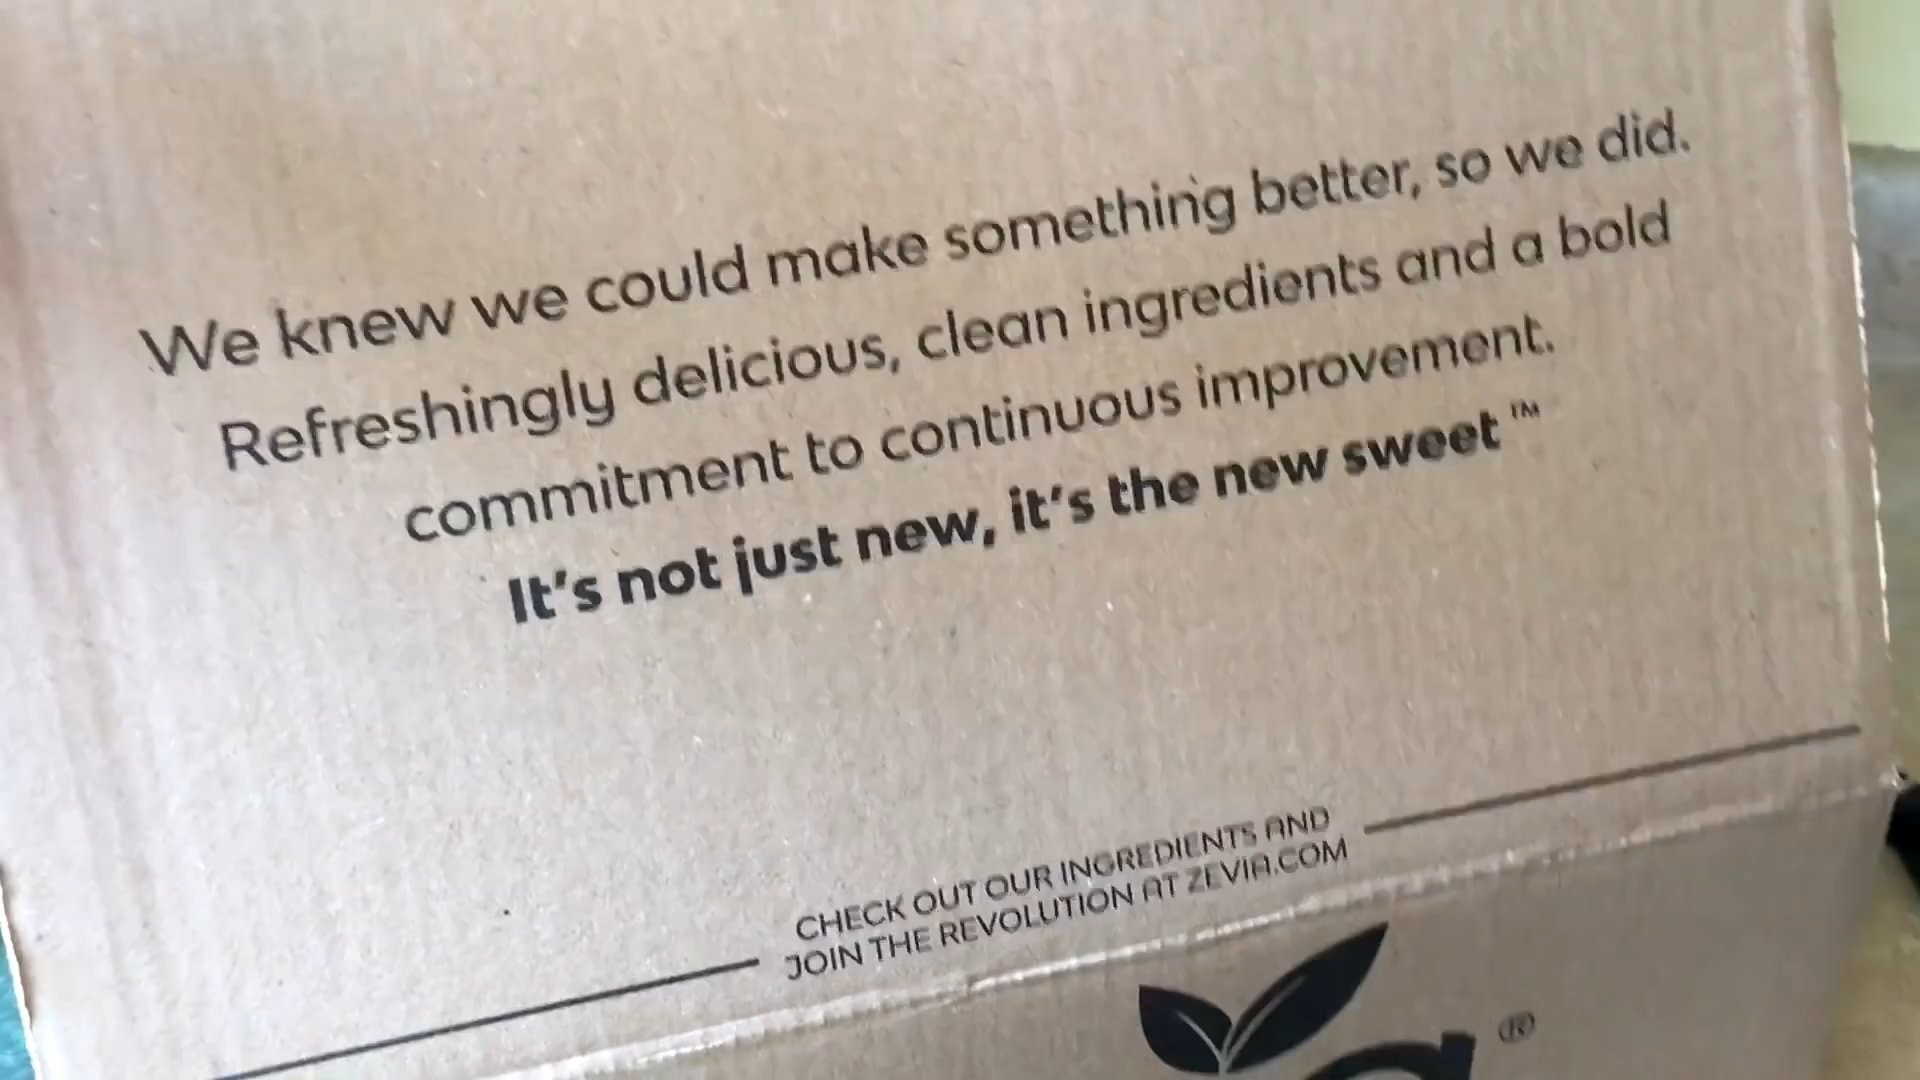 We knew we could make something better, so we did.
Refreshingly delicious, clean ingredients and a bold
commitment to continuous improvement.
It's not just new, it's the new sweet™
CHECK OUT OUR INGREDIENTS AND
JOIN THE REVOLUTION AT ZEVIA.COM
a®